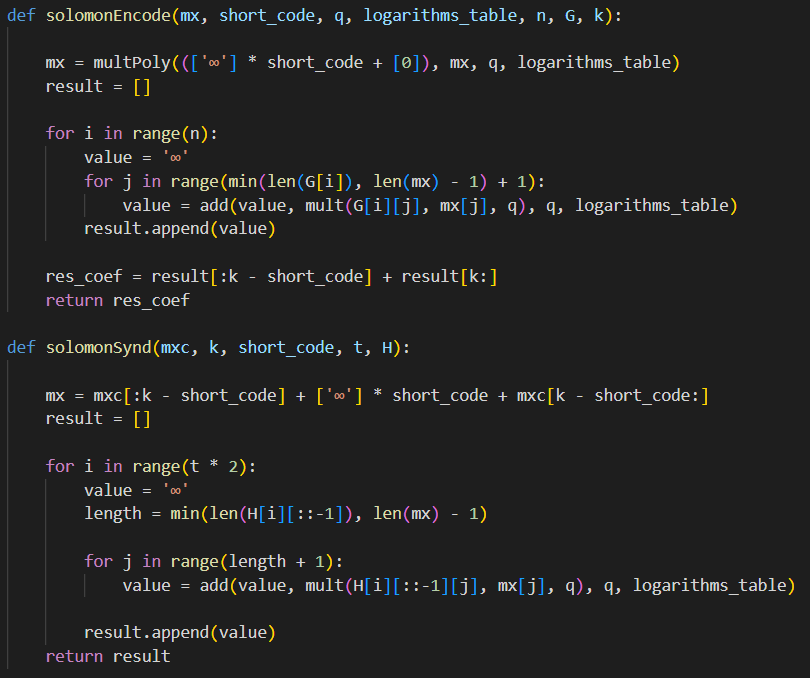 def solomonEncode(mx, short_code, q, logarithms_table, n, G, k):
mx = multPoly((['∞'] * short_code + [0]), mx, q, logarithms_table)
result = []
for i in range(n):
value = '∞'
for j in range(min(len(G[i]), len(mx) - 1) + 1):
value = add(value, mult(G[i][j], mx[j], q), q, logarithms_table)
result.append(value)
res_coef = result[:k - short_code] + result[k:]
return res_coef
def solomonSynd(mxc, k, short_code, t, H):
mx = mxc[:k - short_code] + ['∞'] * short_code + mxc[k - short_code:]
result = []
for i in range(t * 2):
value = '∞'
length = min(len(H[i][::-1]), len(mx) - 1)
for j in range(length + 1):
value = add(value, mult(H[i][::-1][j], mx[j], q), q, logarithms_table)
result.append(value)
return result